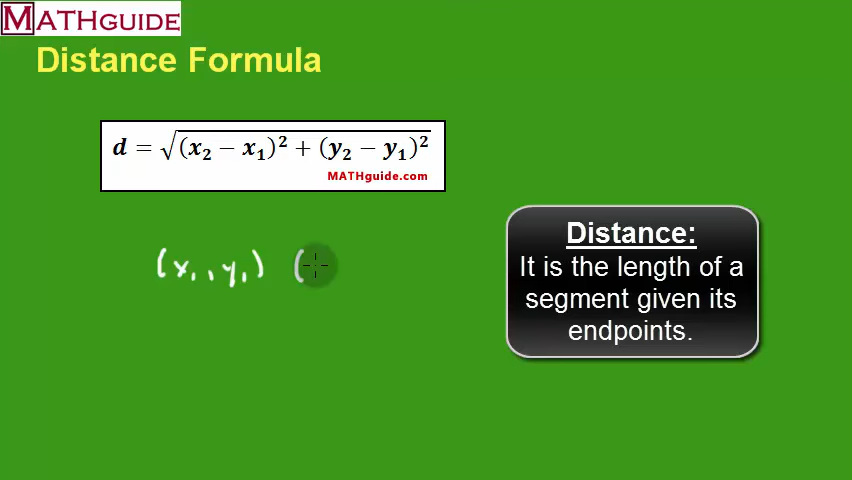 MATHGUIDE
Distance Formula
d = √(x₂ − x₁)² + (y₂ − y₁)²
MATHguide.com
(x₁, y₁) (
Distance:
It is the length of a
segment given its
endpoints.